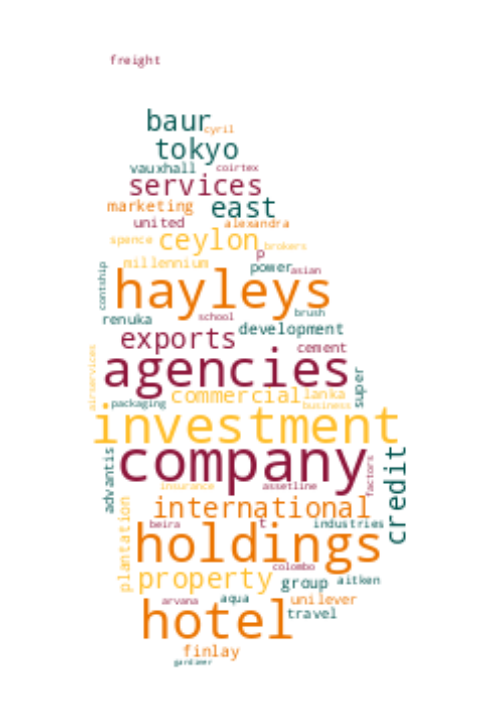 freight
baur
cyril
tokyo
vauxhall
coirtex
services
marketing
east
united
alexandra
spence
ceylon
brokers
p
millennium
power
asian
contship
hayleys
renuka
school
brush
development
exports
cement
airservices
agencies
super
commercial
lanka
packaging
business
investment
company
advantis
credit
factors
insurance
assetline
plantation
international
beira
t
industries
holdings
colombo
property
group
aitken
arvana
aqua
unilever
hotel
travel
finlay
gardiner